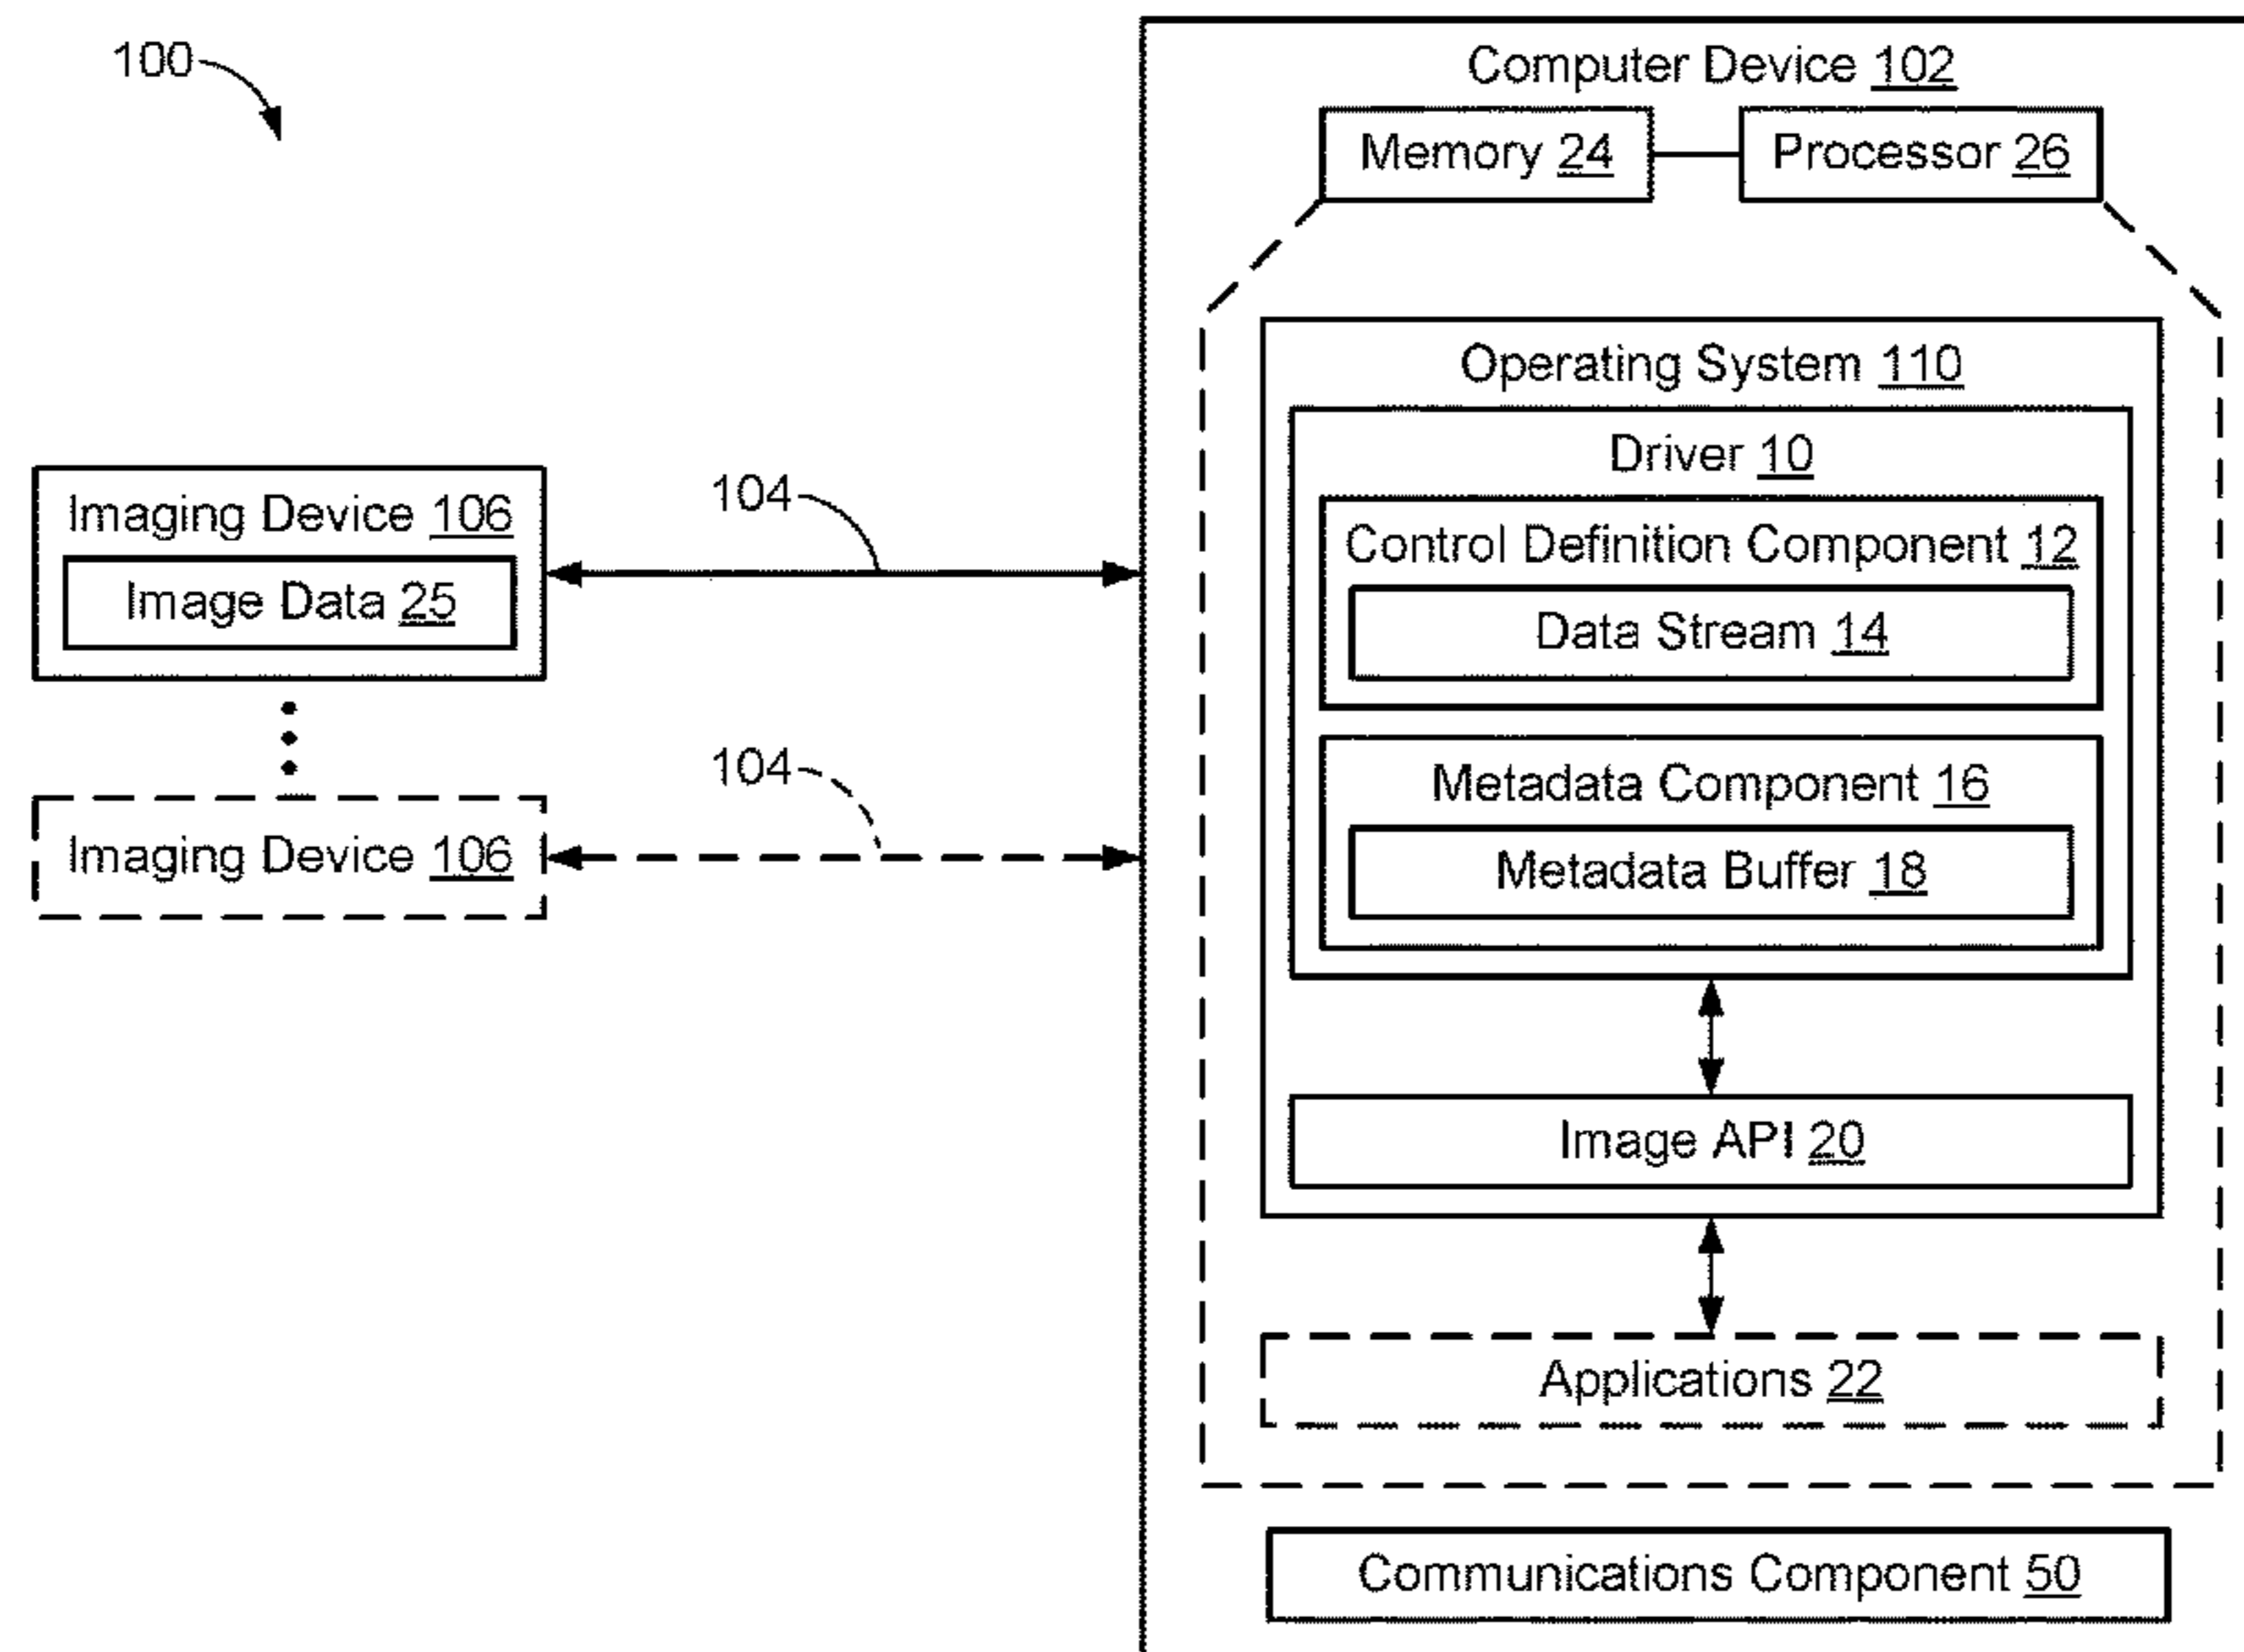 100
Computer Device 102
Memory 24
Processor 26
Operating System 110
Driver 10
Imaging Device 106
104
Control Definition Component 12
Image Data 25
Data Stream 14
104
Metadata Component 16
Imaging Device 106
Metadata Buffer 18
Image API 20
Applications 22
Communications Component 50